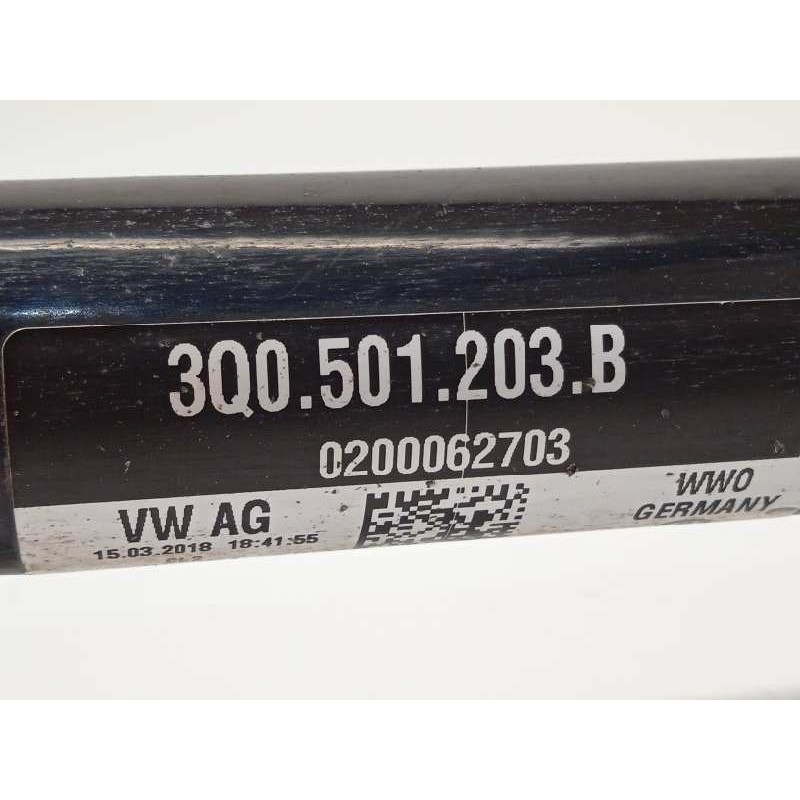 3Q0.501.203.B
0200062703
VW AG
WWO
GERMANY
15.03.2018 18:41:55